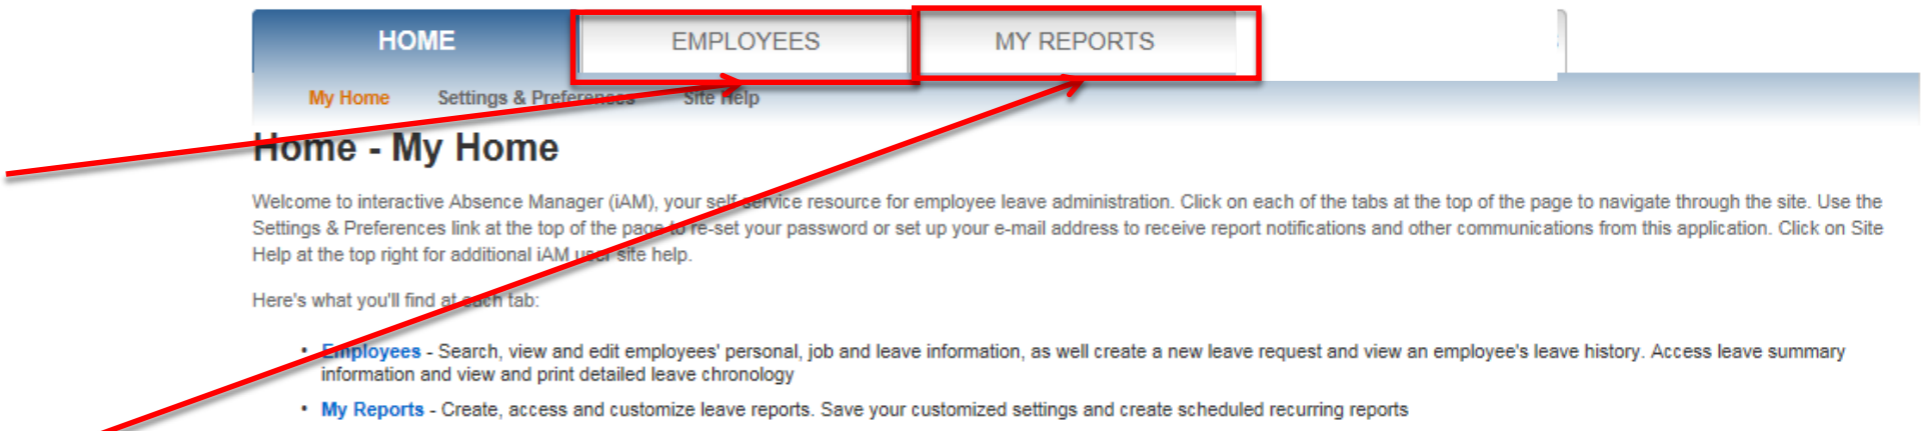 HOME EMPLOYEES MY REPORTS
My Home Settings & Preferences Site Help
Home - My Home
Welcome to interactive Absence Manager (iAM), your self-service resource for employee leave administration. Click on each of the tabs at the top of the page to navigate through the site. Use the
Settings & Preferences link at the top of the page to re-set your password or set up your e-mail address to receive report notifications and other communications from this application. Click on Site
Help at the top right for additional iAM user site help.
Here's what you'll find at each tab:
• Employees - Search, view and edit employees' personal, job and leave information, as well create a new leave request and view an employee's leave history. Access leave summary
information and view and print detailed leave chronology
• My Reports - Create, access and customize leave reports. Save your customized settings and create scheduled recurring reports